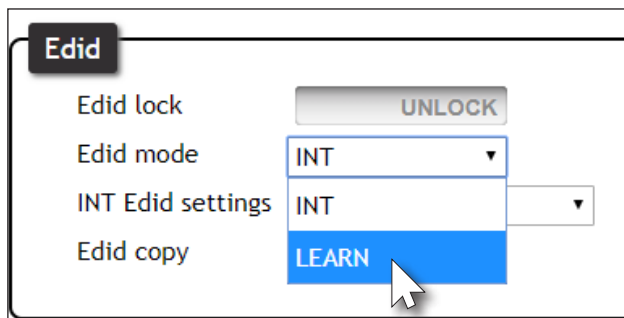 Edid
Edid lock UNLOCK
Edid mode INT
INT Edid settings INT
Edid copy LEARN